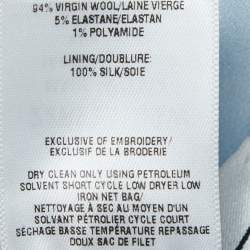 94% VIRGIN WOOL/LAINE VIERGE
5% ELASTANE/ELASTAN
1% POLYAMIDE
LINING/DOUBLURE:
100% SILK/SOIE
EXCLUSIVE OF EMBROIDERY/
EXCLUSIF DE LA BRODERIE
DRY CLEAN ONLY USING PETROLEUM
SOLVENT SHORT CYCLE LOW DRYER LOW
IRON NET BAG/
NETTOYAGE À SEC AU MOYEN D'UN
SOLVANT PÉTROLIER CYCLE COURT
SÉCHAGE BASSE TEMPÉRATURE REPASSAGE
DOUX SAC DE FILET